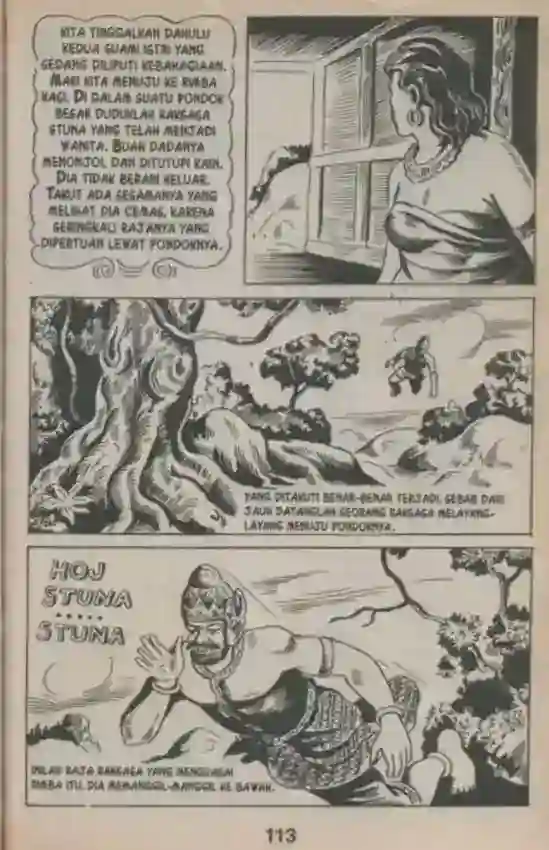 KITA TINGGALKAN DAHULU
KEDUA SUAMI ISTRI YANG
SEDANG DILIPUTI KEBAHAGIAAN.
MARI KITA MENUJU KE RIMBA
LAGI. DI DALAM SUATU PONDOK
BESAR DUDUKLAH RAKSASA
STUNA YANG TELAH MENJADI
WANITA. BUAH DADANYA
MENONJOL DAN DITUTUPI KAIN.
DIA TIDAK BERANI KELUAR.
TAKUT ADA SESAMANYA YANG
MELIHAT DIA CEMAS, KARENA
SERINGKALI RAJANYA YANG
DIPERTUAN LEWAT PONDOKNYA.
YANG DITAKUTI BENAR-BENAR TERJADI. SEBAB DARI
JAUH DATANGLAH SEORANG RAKSASA MELAYANG-
LAYANG MENUJU PONDOKNYA.
HOJ
STUNA
.....
STUNA
INILAH RAJA RAKSASA YANG MENGUASAI
RIMBA ITU. DIA MEMANGGIL-MANGGIL KE BAWAH.
113